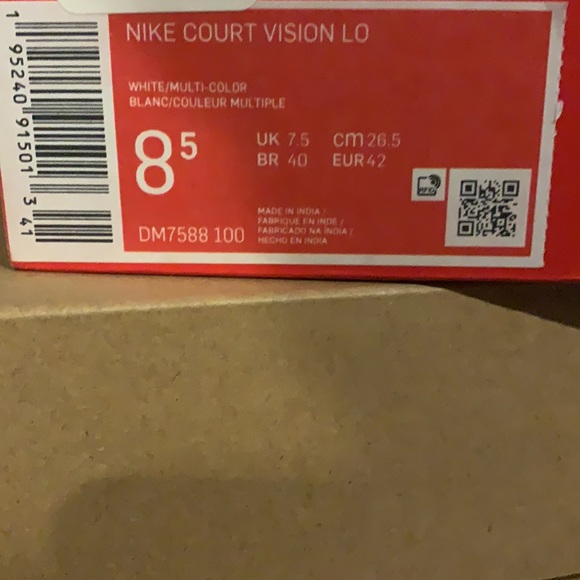 NIKE COURT VISION LO
WHITE/MULTI-COLOR
BLANC/COULEUR MULTIPLE
8⁵
UK 7.5 cm 26.5
BR 40 EUR 42
MADE IN INDIA /
FABRIQUE EN INDE /
FABRICADO NA ÍNDIA /
HECHO EN INDIA
DM7588 100
RFID
1 95240 91501 3 41